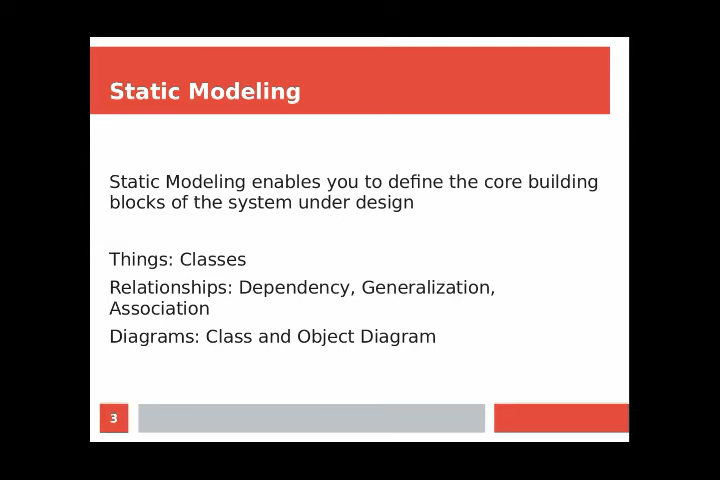 Static Modeling
Static Modeling enables you to define the core building
blocks of the system under design
Things: Classes
Relationships: Dependency, Generalization,
Association
Diagrams: Class and Object Diagram
3